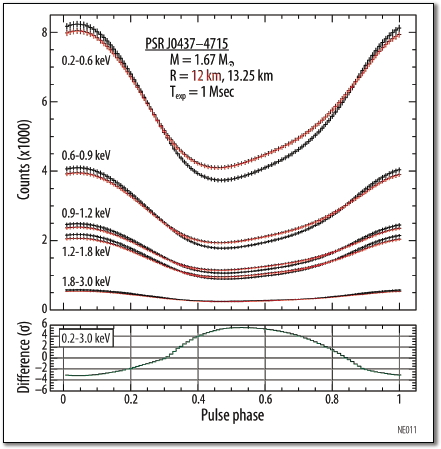 PSR J0437–4715
M = 1.67 M
R = 12 km, 13.25 km
Texp = 1 Msec
0.2–0.6 keV
0.6–0.9 keV
0.9–1.2 keV
1.2–1.8 keV
1.8–3.0 keV
Counts (x1000)
8
6
4
2
0
Difference (σ)
0.2-3.0 keV
6
4
2
0
−2
−4
−6
0 0.2 0.4 0.6 0.8 1
Pulse phase
NE011